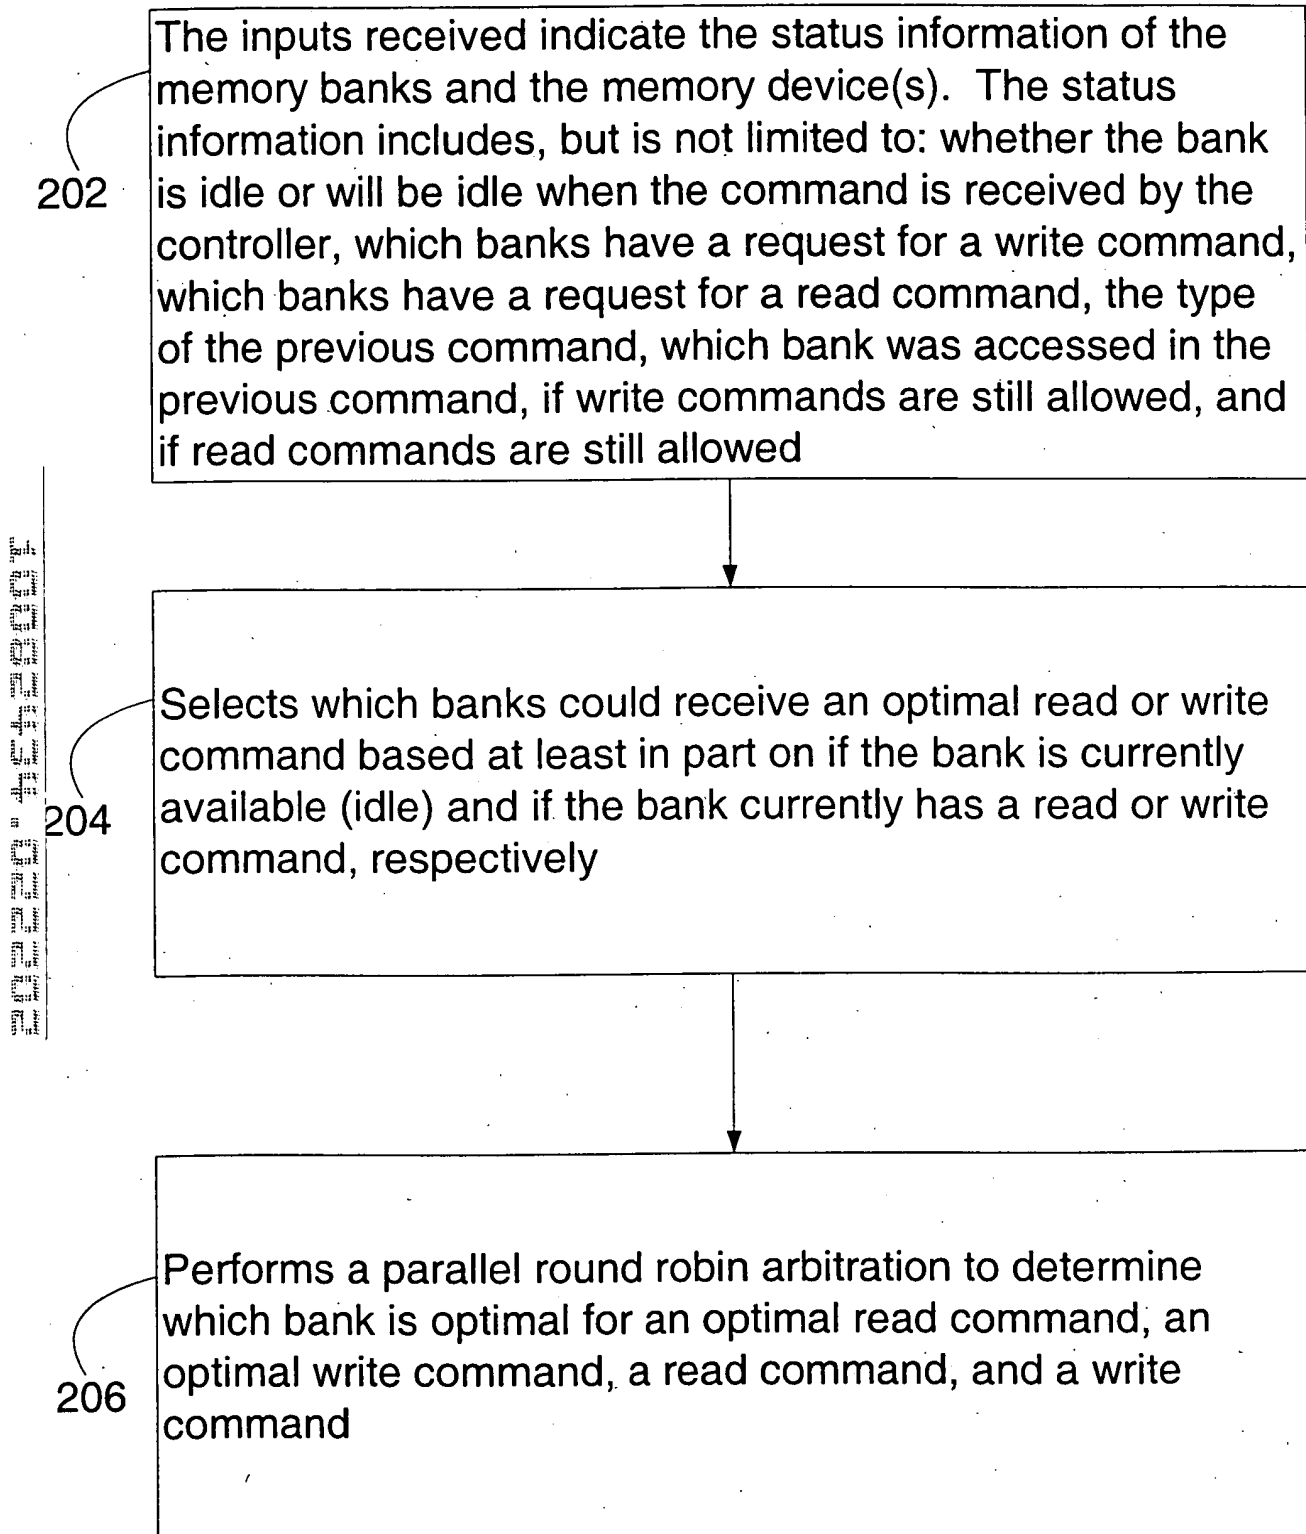 The inputs received indicate the status information of the
memory banks and the memory device(s). The status
information includes, but is not limited to: whether the bank
is idle or will be idle when the command is received by the
controller, which banks have a request for a write command,
which banks have a request for a read command, the type
of the previous command, which bank was accessed in the
previous command, if write commands are still allowed, and
if read commands are still allowed
202
Selects which banks could receive an optimal read or write
command based at least in part on if the bank is currently
available (idle) and if the bank currently has a read or write
command, respectively
204
Performs a parallel round robin arbitration to determine
which bank is optimal for an optimal read command, an
optimal write command, a read command, and a write
command
206